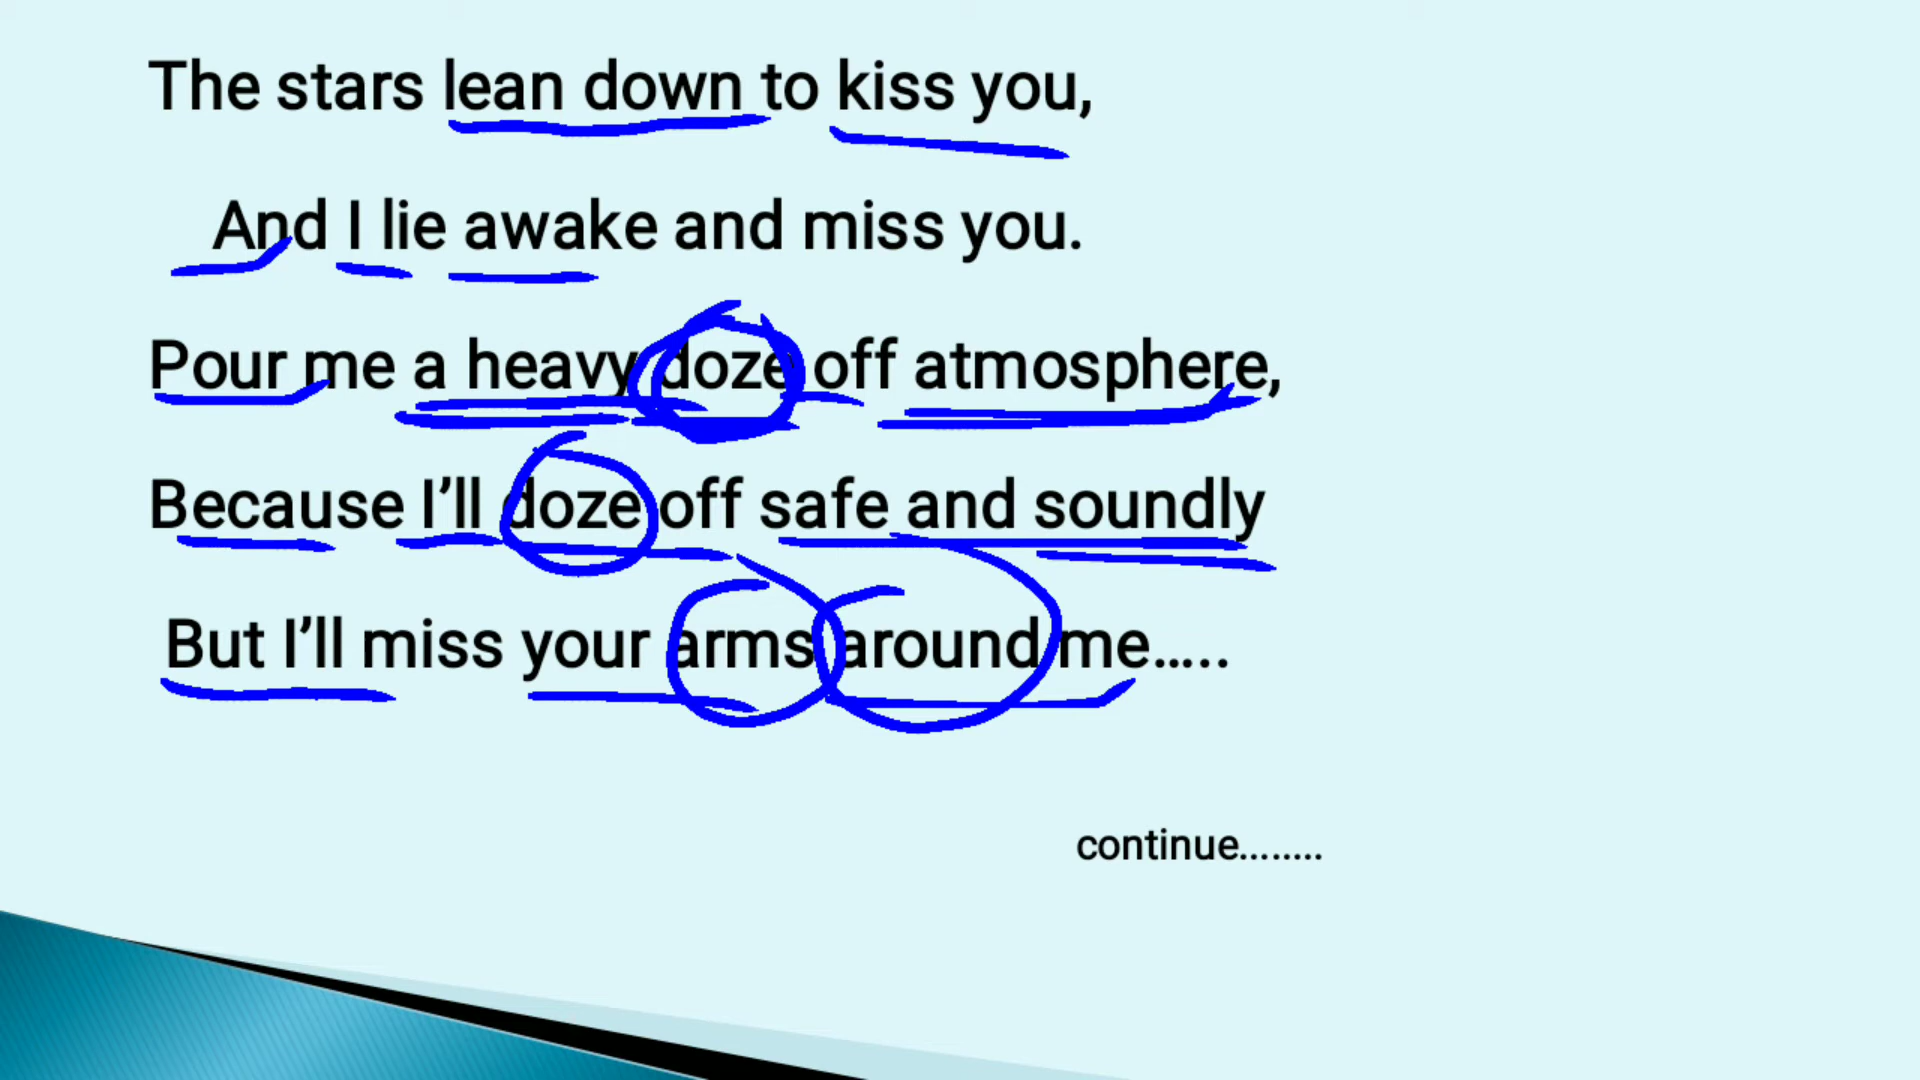 The stars lean down to kiss you,
And I lie awake and miss you.
Pour me a heavy doze off atmosphere,
Because I’ll doze off safe and soundly
But I’ll miss your arms around me…..
continue........